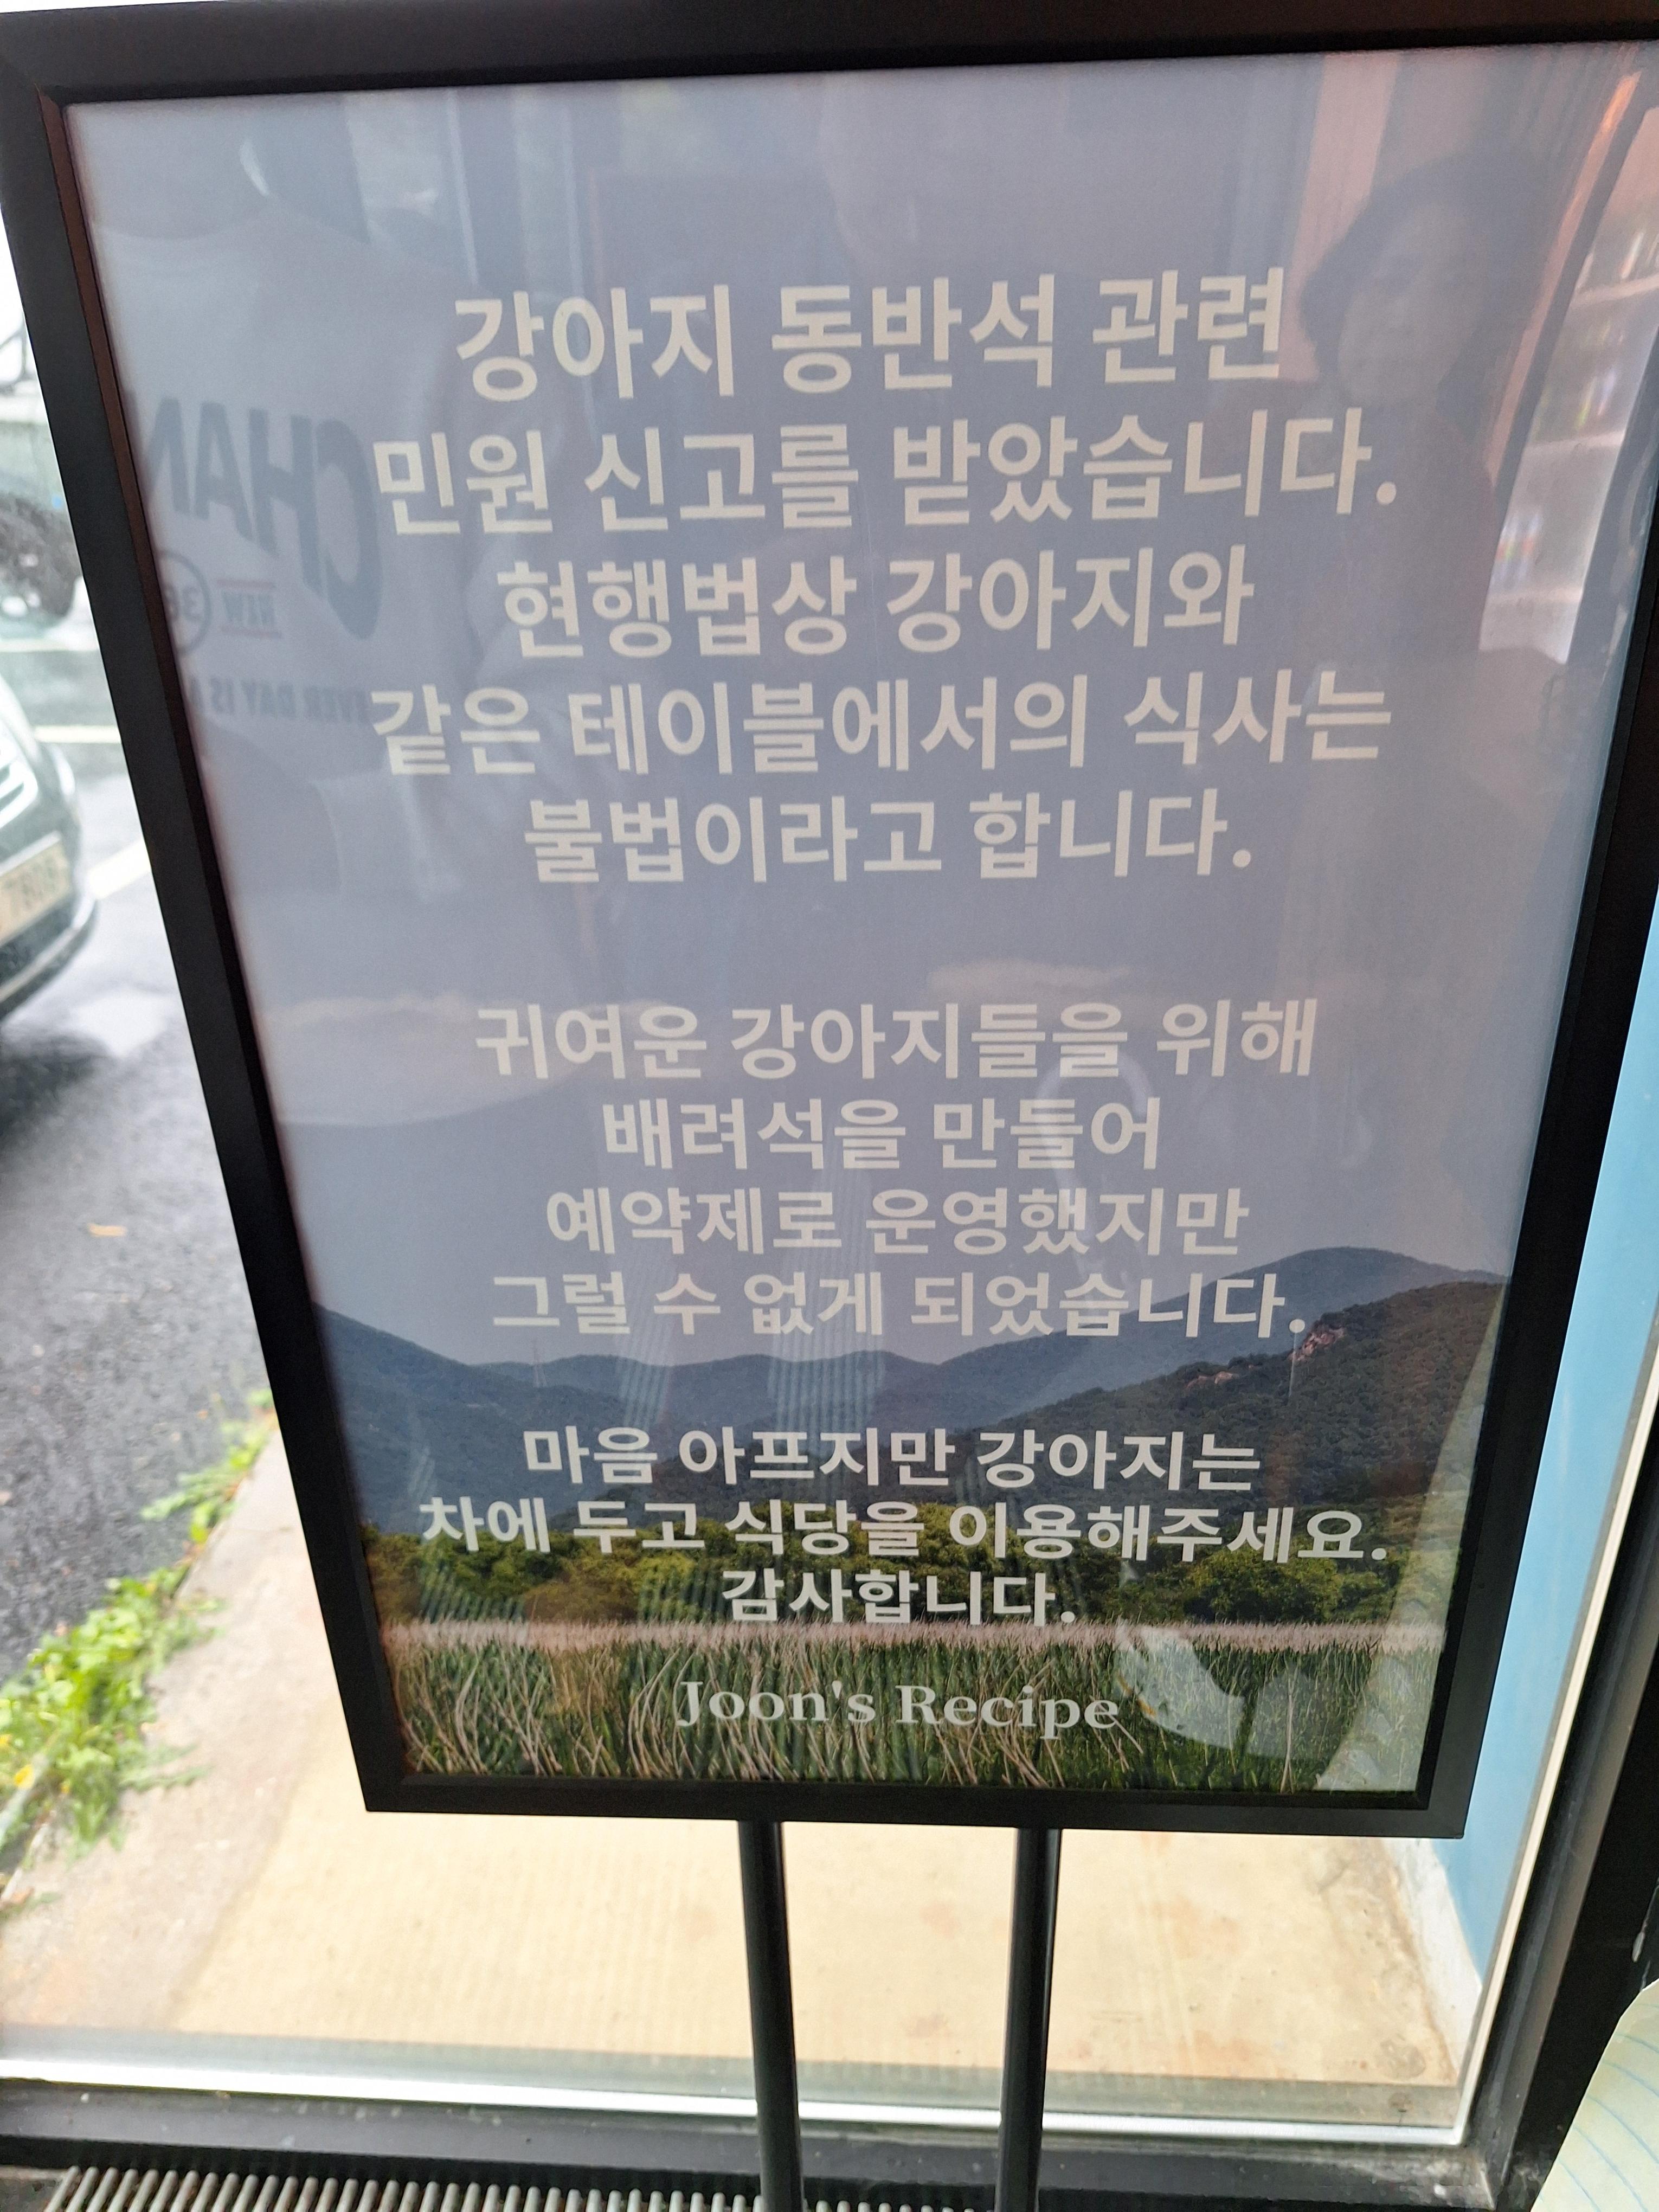 강아지 동반석 관련
민원 신고를 받았습니다.
현행법상 강아지와
같은 테이블에서의 식사는
불법이라고 합니다.
귀여운 강아지들을 위해
배려석을 만들어
예약제로 운영했지만
그럴 수 없게 되었습니다.
마음 아프지만 강아지는
차에 두고 식당을 이용해주세요.
감사합니다.
Joon's Recipe